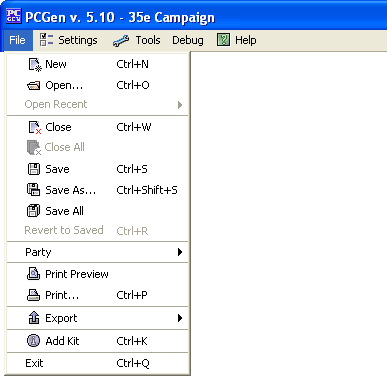 PCGen v. 5.10 - 35e Campaign
File Settings Tools Debug Help
New Ctrl+N
Open... Ctrl+O
Open Recent
Close Ctrl+W
Close All
Save Ctrl+S
Save As... Ctrl+Shift+S
Save All
Revert to Saved Ctrl+R
Party
Print Preview
Print... Ctrl+P
Export
Add Kit Ctrl+K
Exit Ctrl+Q